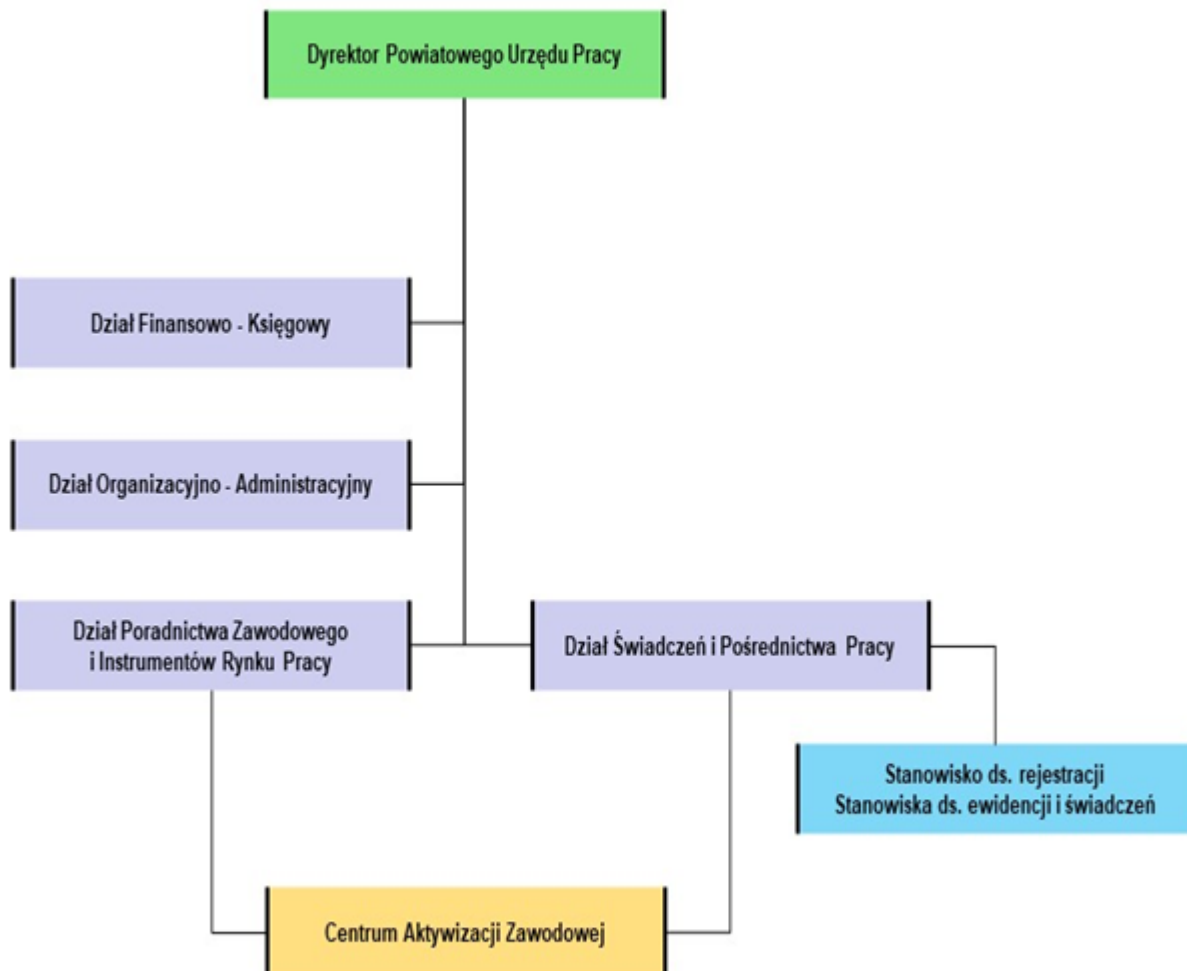 Dyrektor Powiatowego Urzędu Pracy
Dział Finansowo - Księgowy
Dział Organizacyjno - Administracyjny
Dział Poradnictwa Zawodowego
i Instrumentów Rynku Pracy
Dział Świadczeń i Pośrednictwa Pracy
Stanowisko ds. rejestracji
Stanowiska ds. ewidencji i świadczeń
Centrum Aktywizacji Zawodowej